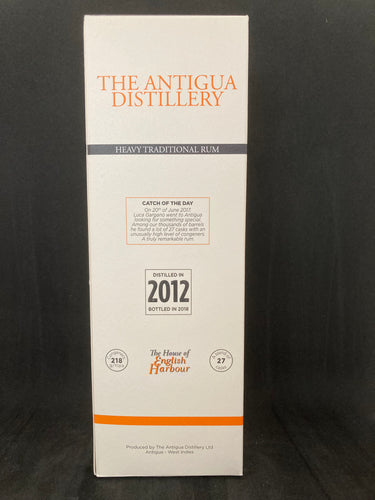 THE ANTIGUA
DISTILLERY
HEAVY TRADITIONAL RUM
CATCH OF THE DAY
On 20th of June 2017,
Luca Gargano went to Antigua
looking for something special.
Among our thousands of barrels
he found a lot of 27 casks with an
unusually high level of congeners.
A truly remarkable rum.
DISTILLED IN
2012
BOTTLED IN 2018
218
The House of
English
Harbour
27
Produced by The Antigua Distillery Ltd
Antigua - West Indies